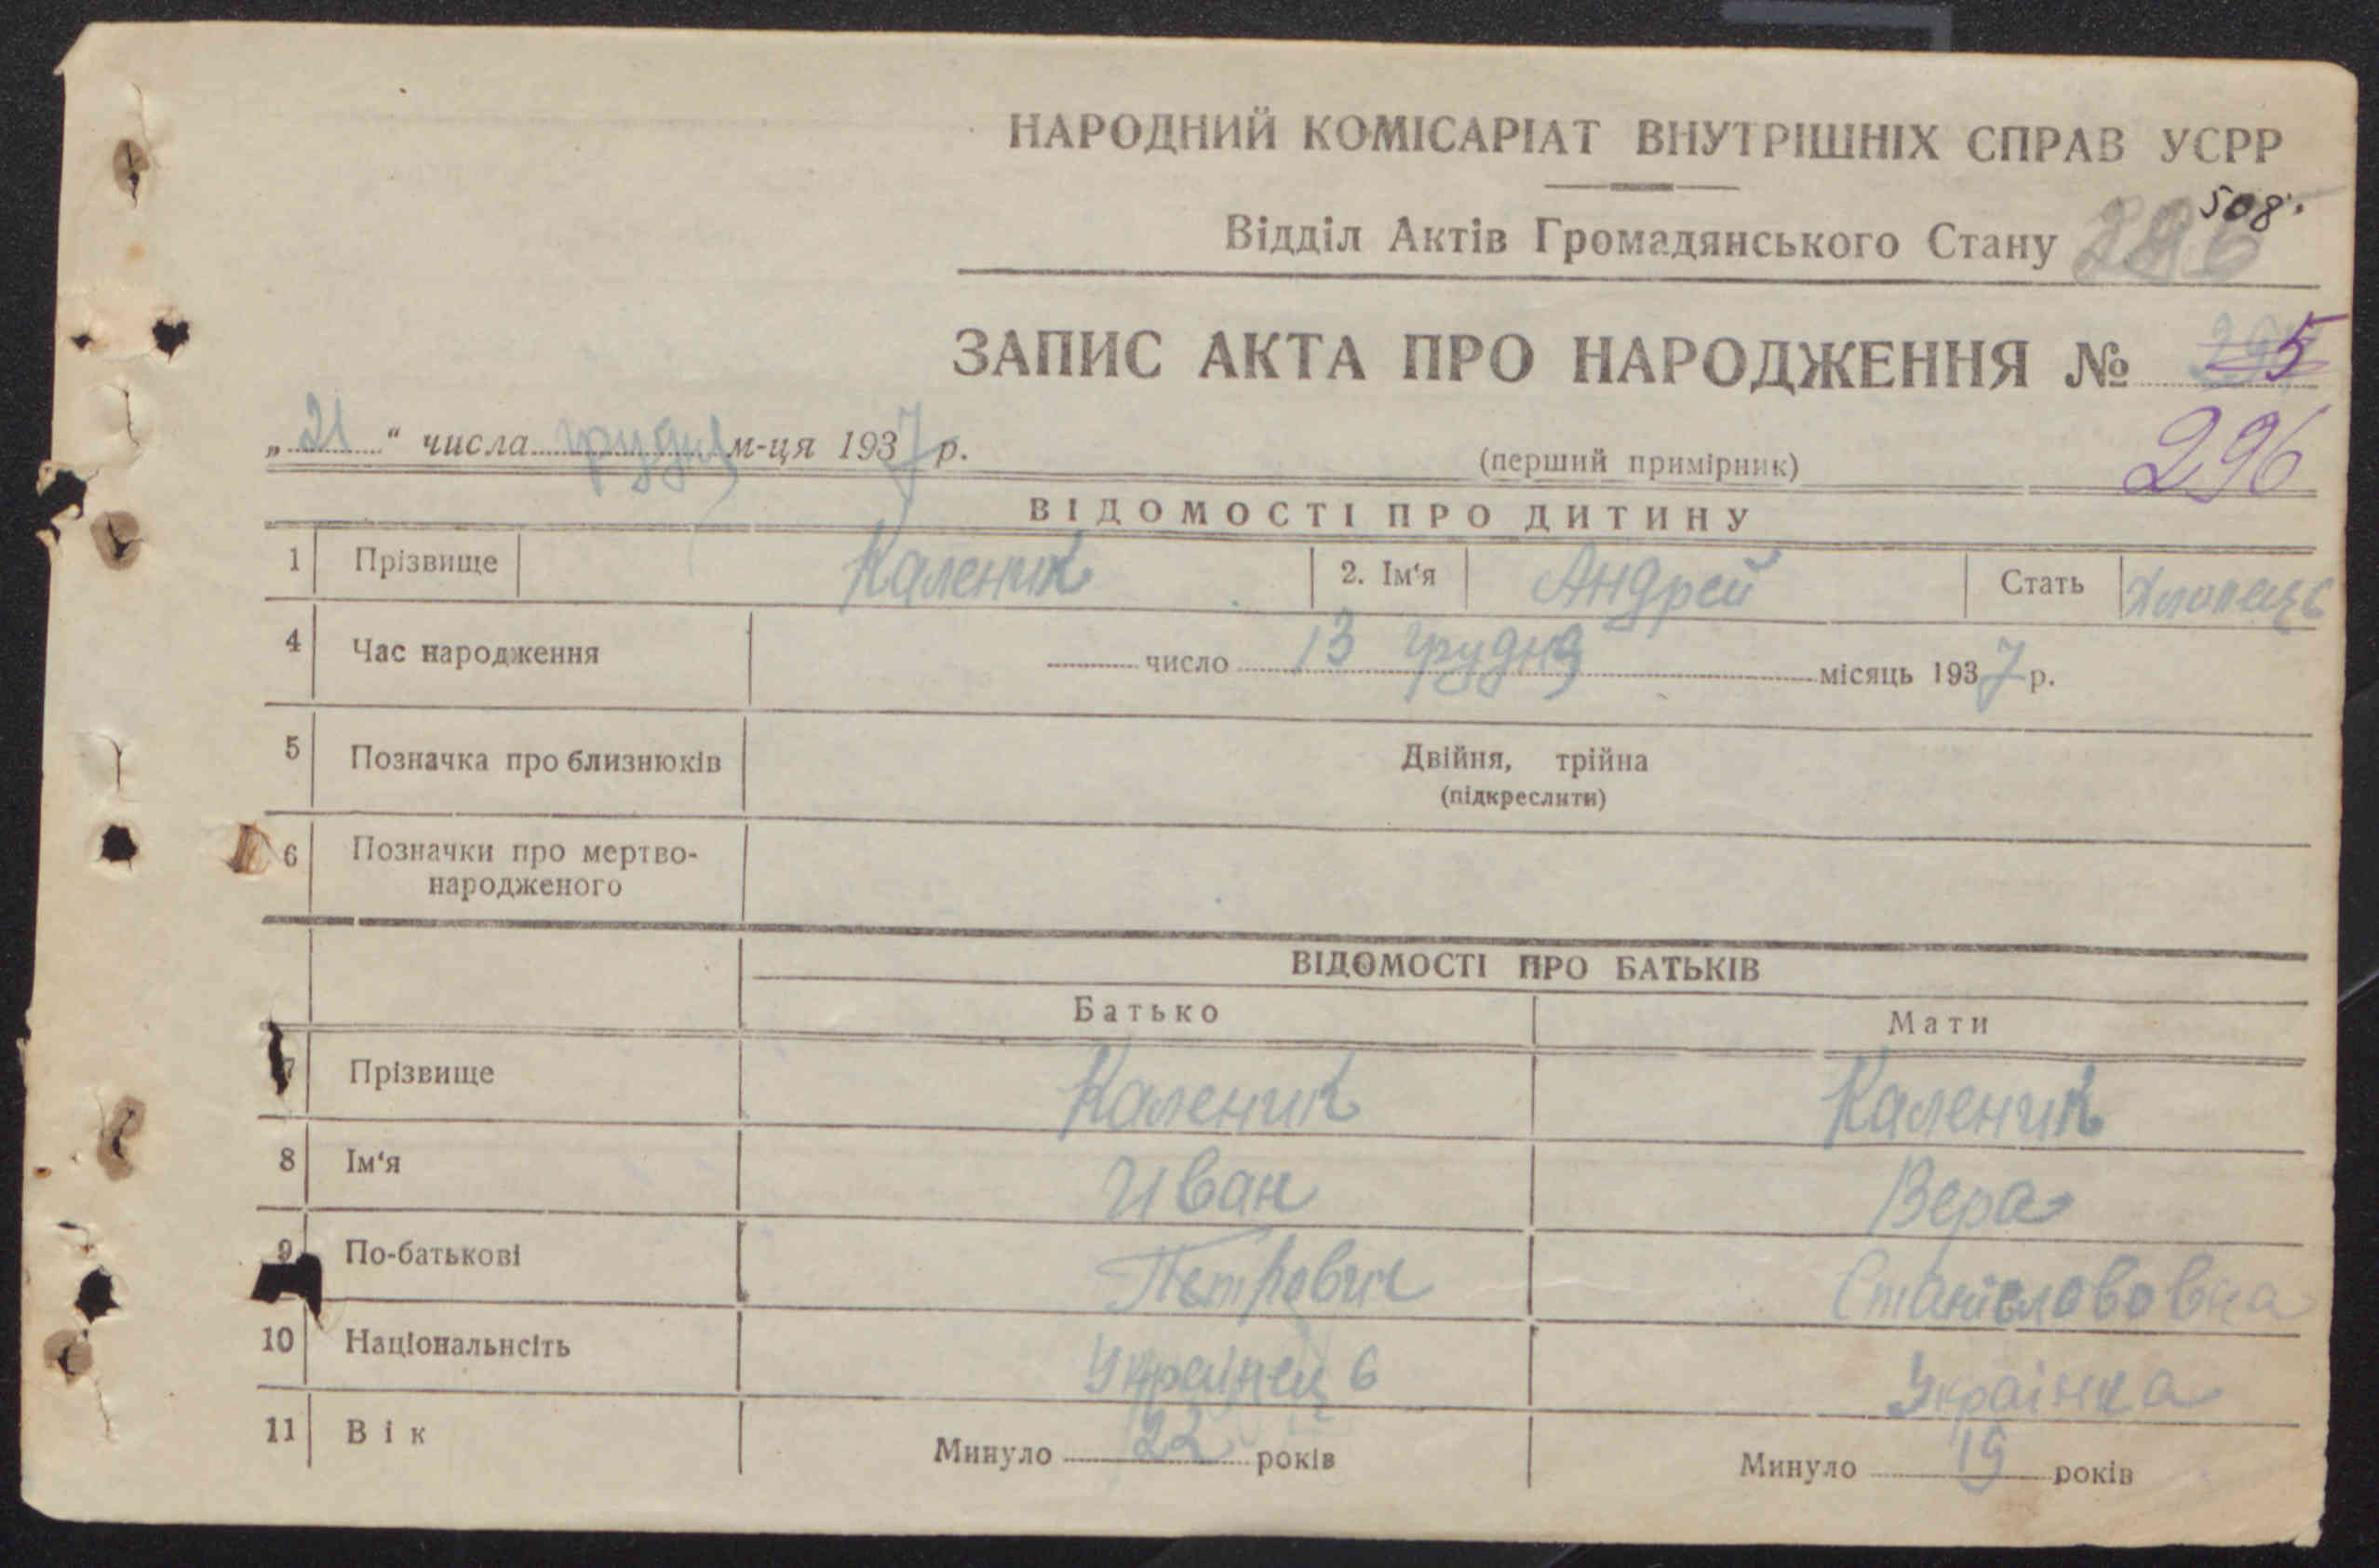 НАРОДНИЙ КОМІСАРІАТ ВНУТРІШНІХ СПРАВ УСРР
508.
Відділ Актів Громадянського Стану 286
ЗАПИС АКТА ПРО НАРОДЖЕННЯ № 5
„21“ числа грудня м-ця 1937 р.
(перший примірник) 296
ВІДОМОСТІ ПРО ДИТИНУ
1 Прізвище Каленик 2. Ім‘я Андрей Стать Хлопець
4 Час народження число 13 грудня місяць 1937 р.
5 Позначка про близнюків Двійня, трійна
(підкреслити)
6 Позначки про мертво-
народженого
ВІДОМОСТІ ПРО БАТЬКІВ
Батько Мати
7 Прізвище Каленик Каленик
8 Ім‘я Иван Вера
9 По-батькові Петрович Станіславовна
10 Національнсіть Українець Українка
11 Вік Минуло 22 років Минуло 19 років